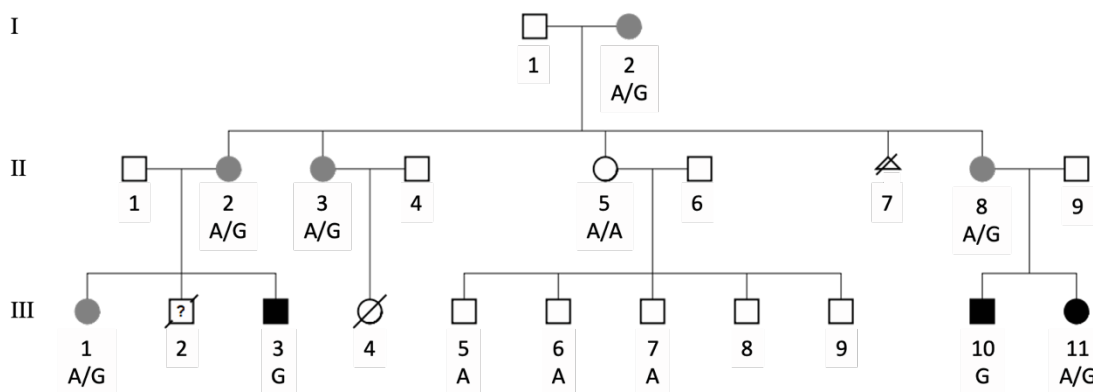 I
1 2
A/G
II
1 2 3 4 5 6 7 8 9
A/G A/G A/A A/G
III
?
1 2 3 4 5 6 7 8 9 10 11
A/G G A A A G A/G